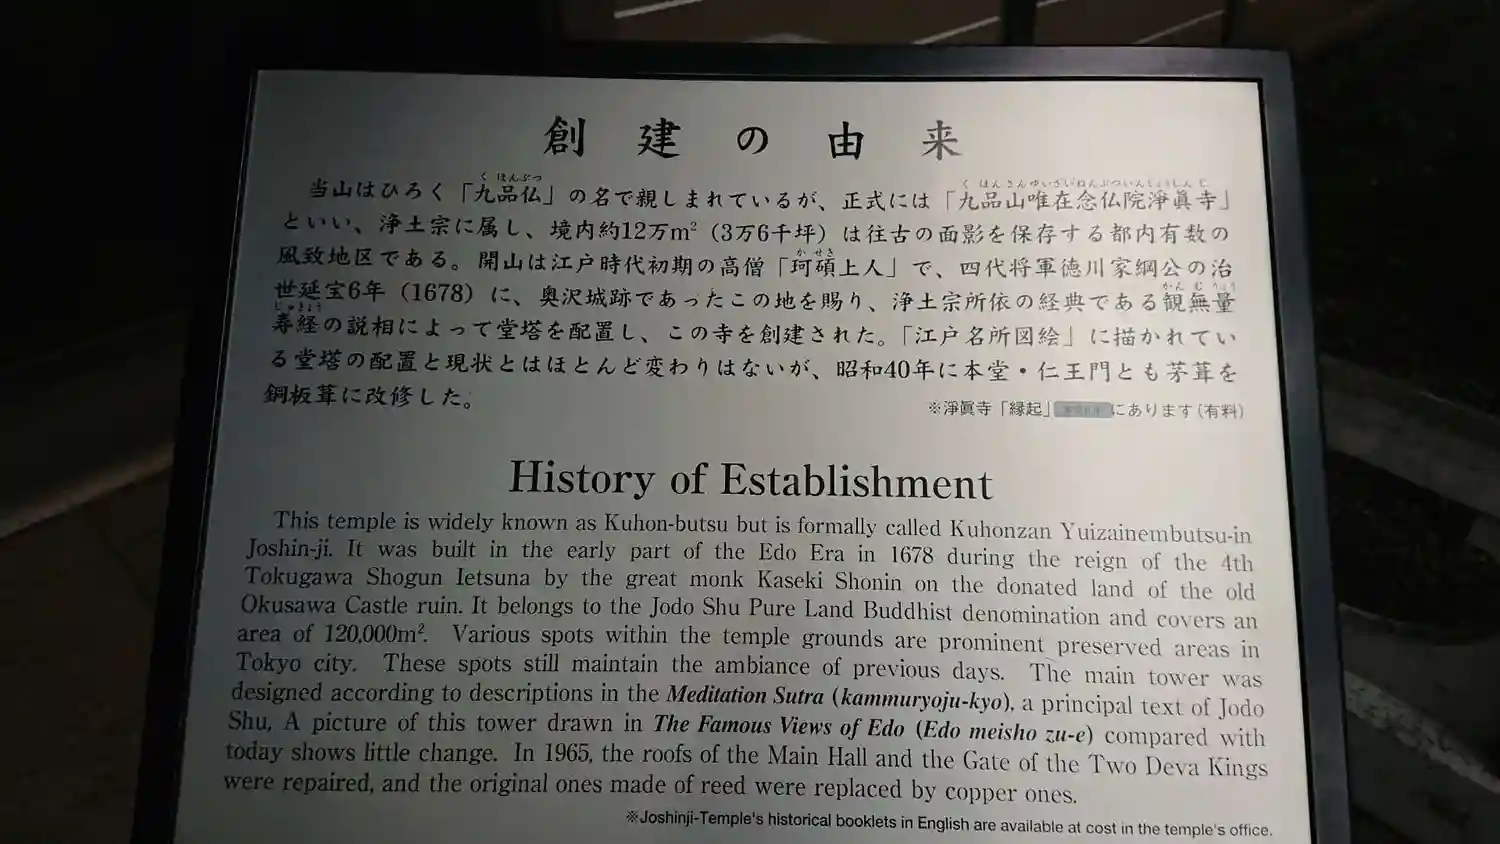 創建の由来
当山はひろく「九品仏」の名で親しまれているが、正式には「九品山唯在念仏院淨眞寺」
といい、浄土宗に属し、境内約12万m²（3万6千坪）は往古の面影を保存する都内有数の
風致地区である。開山は江戸時代初期の高僧「珂碩上人」で、四代将軍徳川家綱公の治
世延宝6年（1678）に、奥沢城跡であったこの地を賜り、浄土宗所依の経典である観無量
寿経の説相によって堂塔を配置し、この寺を創建された。「江戸名所図絵」に描かれてい
る堂塔の配置と現状とはほとんど変わりはないが、昭和40年に本堂・仁王門とも茅葺を
銅板葺に改修した。
※淨眞寺「縁起」にあります(有料)
History of Establishment
This temple is widely known as Kuhon-butsu but is formally called Kuhonzan Yuizainembutsu-in
Joshin-ji. It was built in the early part of the Edo Era in 1678 during the reign of the 4th
Tokugawa Shogun Ietsuna by the great monk Kaseki Shonin on the donated land of the old
Okusawa Castle ruin. It belongs to the Jodo Shu Pure Land Buddhist denomination and covers an
area of 120,000m². Various spots within the temple grounds are prominent preserved areas in
Tokyo city. These spots still maintain the ambiance of previous days. The main tower was
designed according to descriptions in the Meditation Sutra (kammuryoju-kyo), a principal text of Jodo
Shu, A picture of this tower drawn in The Famous Views of Edo (Edo meisho zu-e) compared with
today shows little change. In 1965, the roofs of the Main Hall and the Gate of the Two Deva Kings
were repaired, and the original ones made of reed were replaced by copper ones.
※Joshinji-Temple's historical booklets in English are available at cost in the temple's office.